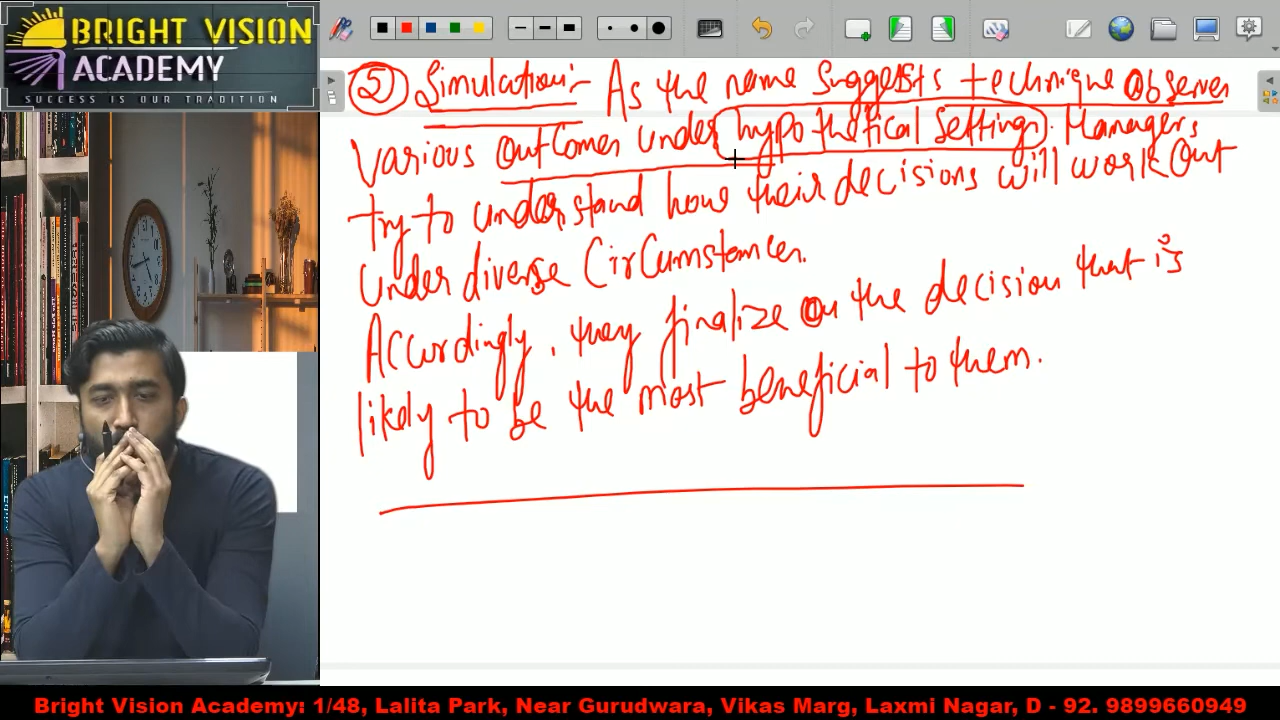 BRIGHT VISION
ACADEMY
SUCCESS IS OUR TRADITION
② Simulation:- As the name suggests technique Observer
Various outcomes under hypothetical settings. Managers
try to understand how their decisions will work out
under diverse Circumstances.
Accordingly, they finalize on the decision that is
likely to be the most beneficial to them.
Bright Vision Academy: 1/48, Lalita Park, Near Gurudwara, Vikas Marg, Laxmi Nagar, D - 92. 9899660949